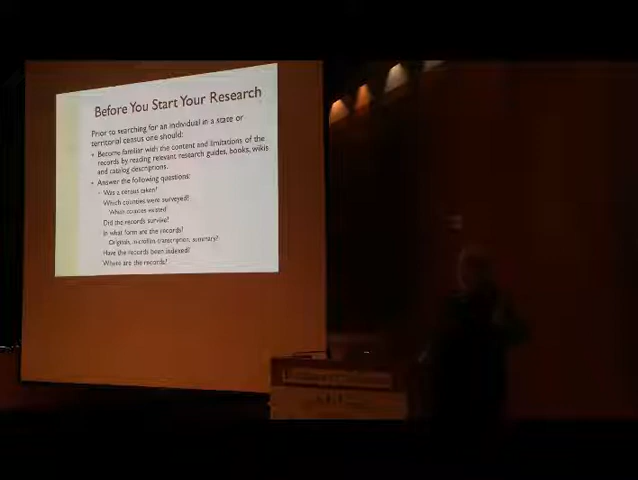 Before You Start Your Research
Prior to searching for an individual in a state or
territorial census one should:
• Become familiar with the content and limitations of the
records by reading relevant research guides, books, wikis
and catalog descriptions.
• Answer the following questions:
Was a census taken?
Which counties were surveyed?
What counties existed
Did the records survive?
In what form are the records?
Originals, microfilm, transcription, summary?
Have the records been indexed?
Where are the records?